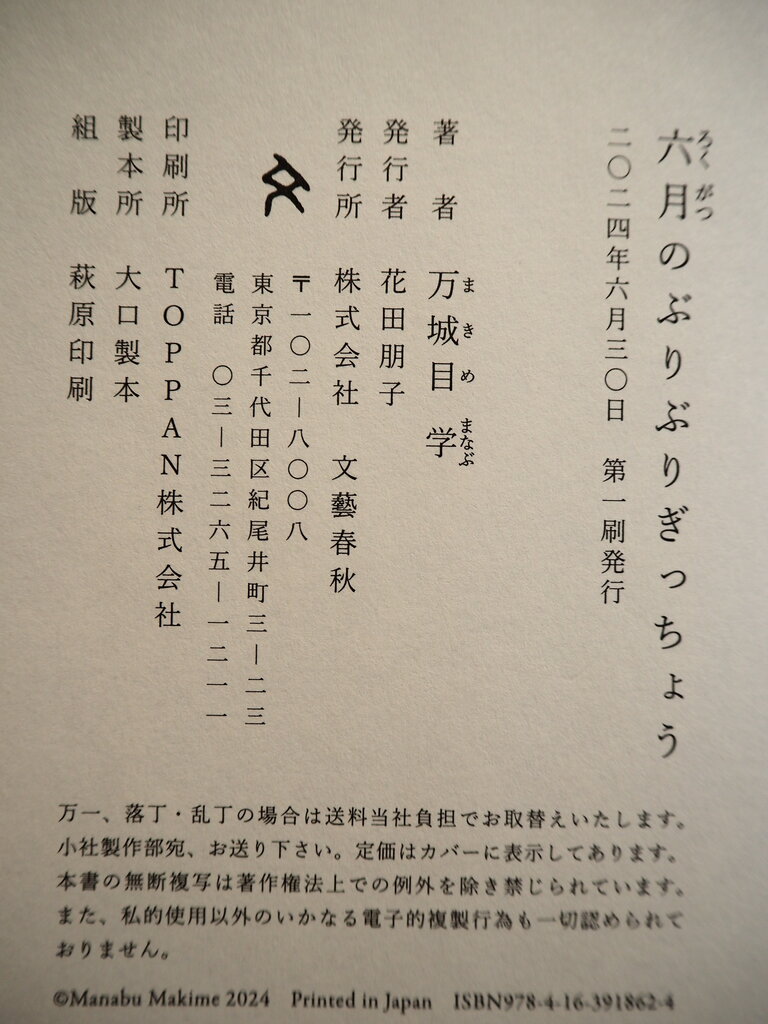 六月のぶりぶりぎっちょう
ろくがつ
二〇二四年六月三〇日 第一刷発行
著者 万城目 学
まきめ まなぶ
発行者 花田朋子
発行所 株式会社 文藝春秋
〒一〇二―八〇〇八
東京都千代田区紀尾井町三―二三
電話 〇三―三二六五―一二一一
印刷所 TOPPAN株式会社
製本所 大口製本
組版 萩原印刷
万一、落丁・乱丁の場合は送料当社負担でお取替えいたします。
小社製作部宛、お送り下さい。定価はカバーに表示してあります。
本書の無断複写は著作権法上での例外を除き禁じられています。
また、私的使用以外のいかなる電子的複製行為も一切認められて
おりません。
©Manabu Makime 2024 Printed in Japan ISBN978-4-16-391862-4